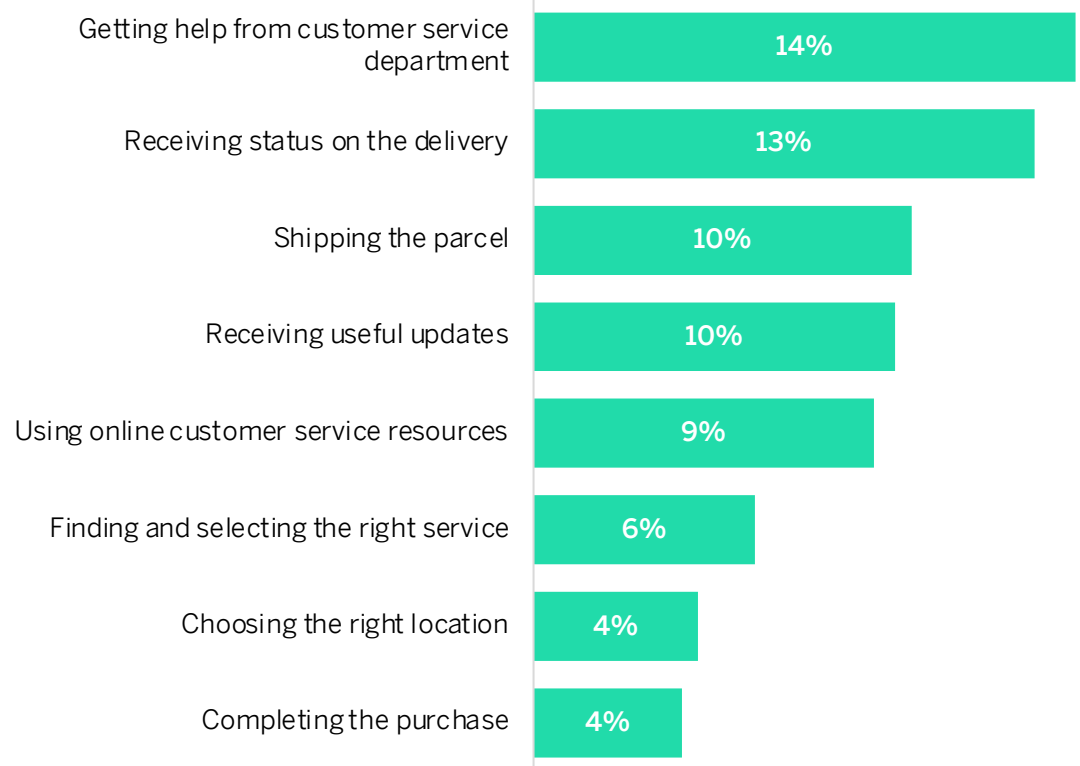 Getting help from customer service
department
14%
Receiving status on the delivery
13%
Shipping the parcel
10%
Receiving useful updates
10%
Using online customer service resources
9%
Finding and selecting the right service
6%
Choosing the right location
4%
Completing the purchase
4%